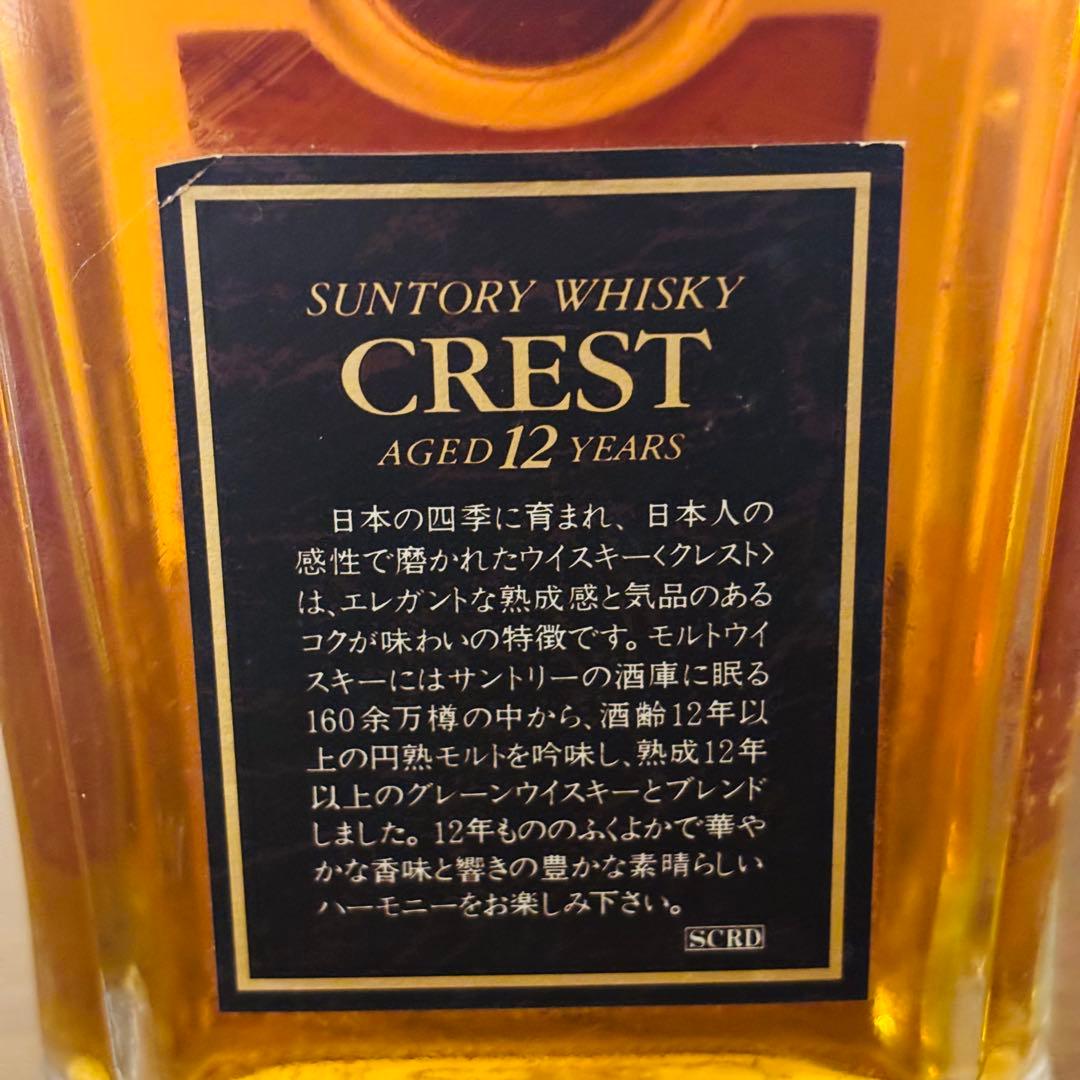 SUNTORY WHISKY
CREST
AGED 12 YEARS
日本の四季に育まれ、日本人の
感性で磨かれたウイスキー〈クレスト〉
は、エレガントな熟成感と気品のある
コクが味わいの特徴です。モルトウイ
スキーにはサントリーの酒庫に眠る
160余万樽の中から、酒齢12年以
上の円熟モルトを吟味し、熟成12年
以上のグレーンウイスキーとブレンド
しました。12年もののふくよかで華や
かな香味と響きの豊かな素晴らしい
ハーモニーをお楽しみ下さい。
SCRD